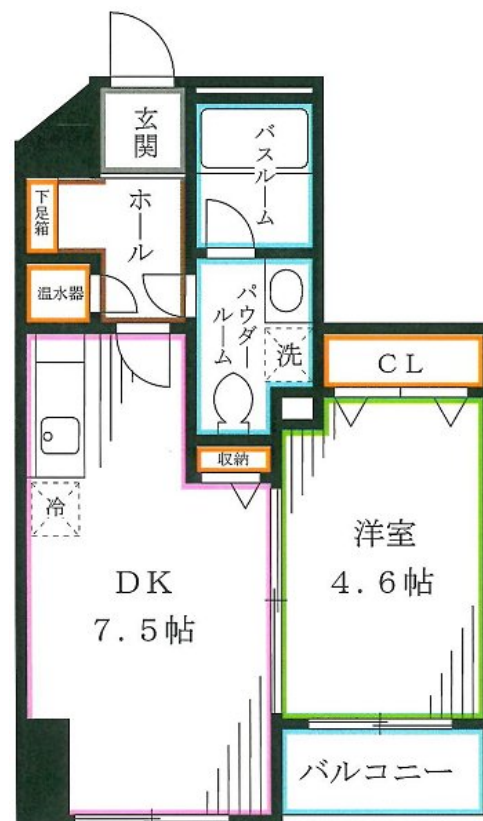 玄関
バスルーム
下足箱
ホール
温水器
パウダー
ルーム
洗
CL
収納
冷
洋室
4.6帖
DK
7.5帖
バルコニー